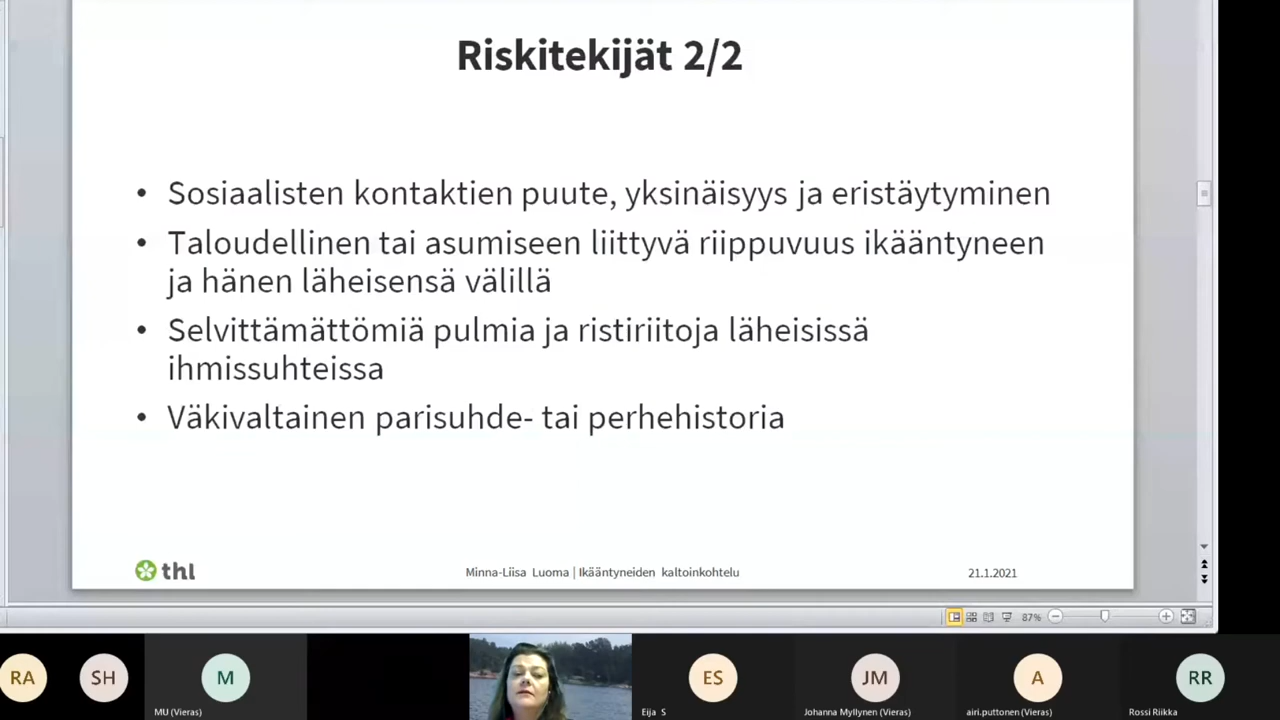 Riskitekijät 2/2
• Sosiaalisten kontaktien puute, yksinäisyys ja eristäytyminen
• Taloudellinen tai asumiseen liittyvä riippuvuus ikääntyneen
ja hänen läheisensä välillä
• Selvittämättömiä pulmia ja ristiriitoja läheisissä
ihmissuhteissa
• Väkivaltainen parisuhde- tai perhehistoria
thl
Minna-Liisa Luoma | Ikääntyneiden kaltoinkohtelu
21.1.2021
87%
RA
SH
M
ES
JM
A
RR
MU (Vieras)
Eija S
Johanna Myllynen (Vieras)
airi.puttonen (Vieras)
Rossi Riikka